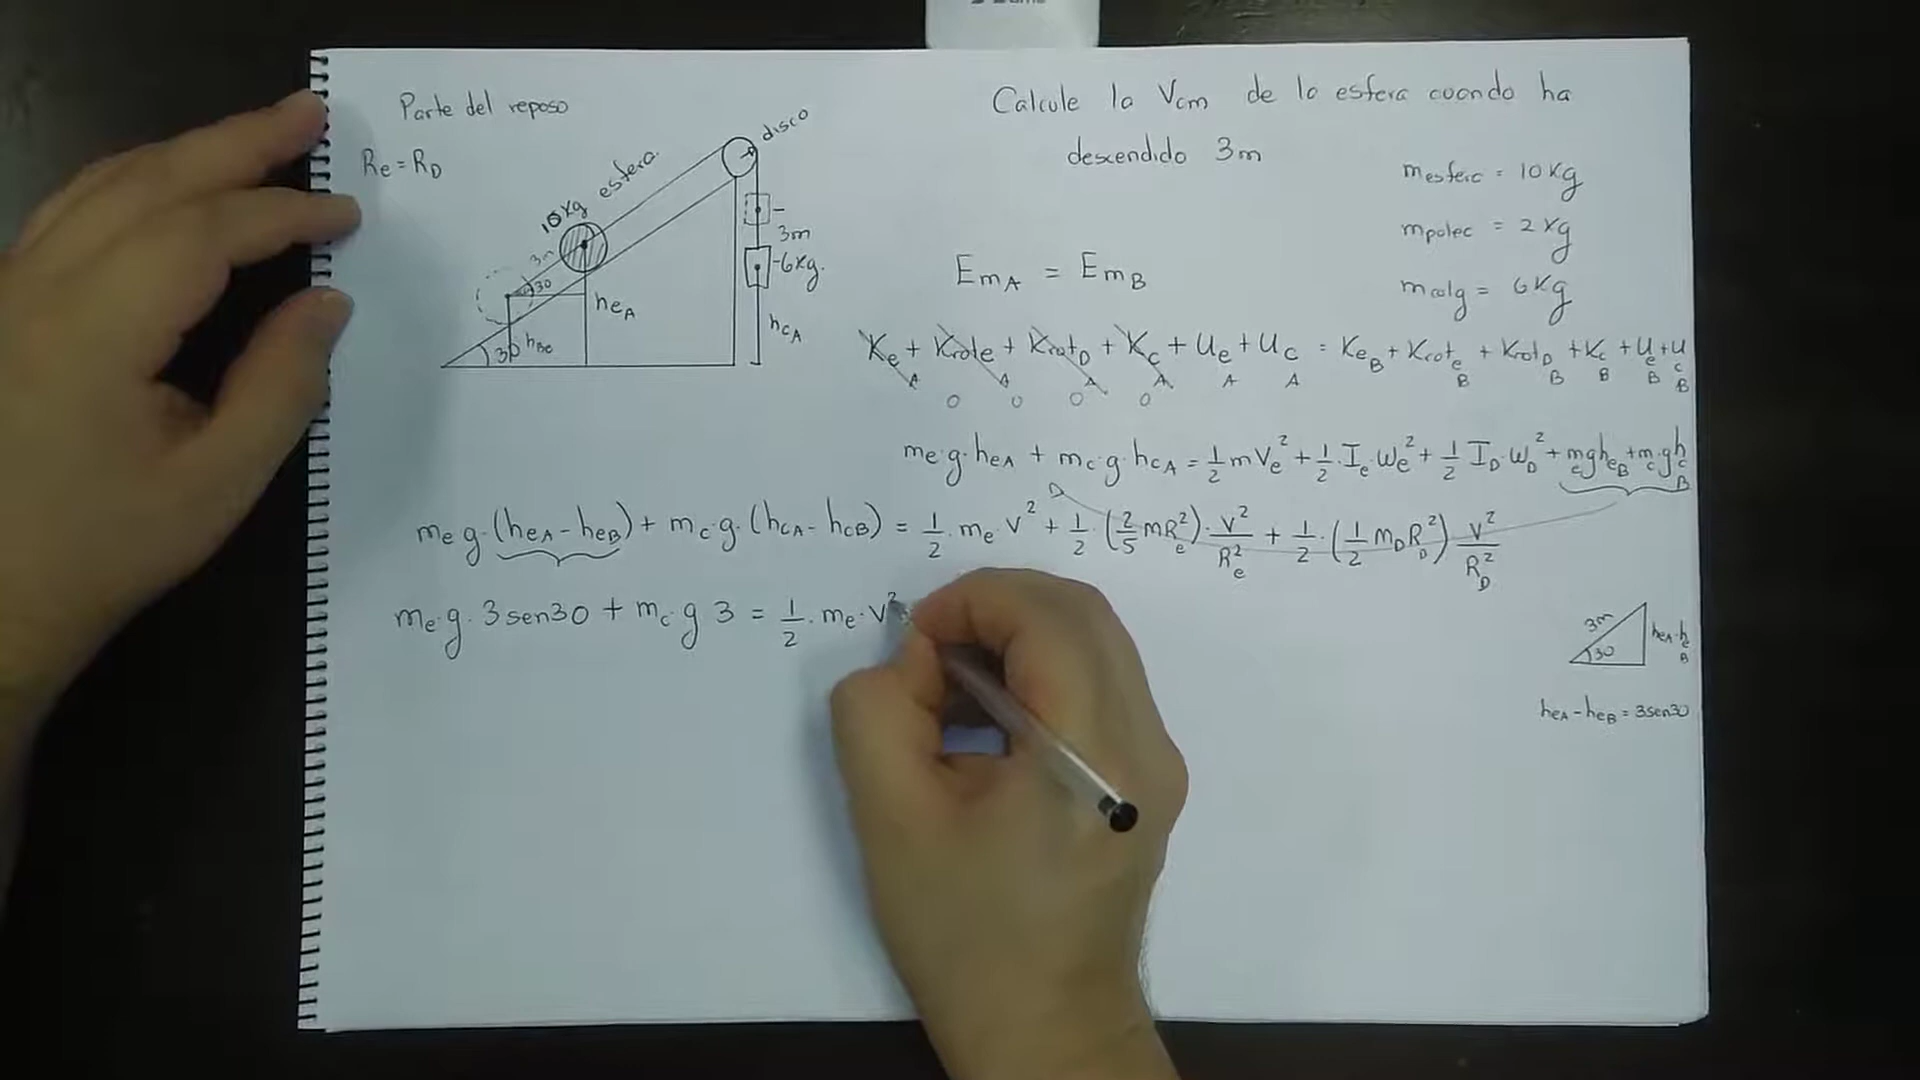 Parte del reposo
Re = RD
disco
esfera
10Kg
3m
30
30
hBe
heA
3m
6Kg.
hcA
Calcule la Vcm de la esfera cuando ha
descendido 3m
mesfera = 10Kg
mpolea = 2Kg
mcolg = 6Kg
EmA = EmB
KeA + KroteA + KrotDA + KcA + UeA + UcA = KeB + KroteB + KrotDB + KcB + UeB + UcB
0 0 0 0
me·g·heA + mc·g·hcA = 1/2 mVe² + 1/2·Ie·We² + 1/2 ID·WD² + megheB + mc·ghcB
me g·(heA - heB) + mc·g·(hcA - hcB) = 1/2·me·V² + 1/2·(2/5 mRe²)·V²/Re² + 1/2·(1/2 mDRD²) V²/RD²
me·g·3sen30 + mc·g 3 = 1/2·me·V²
3m
30
heA-heB
heA-heB = 3sen30